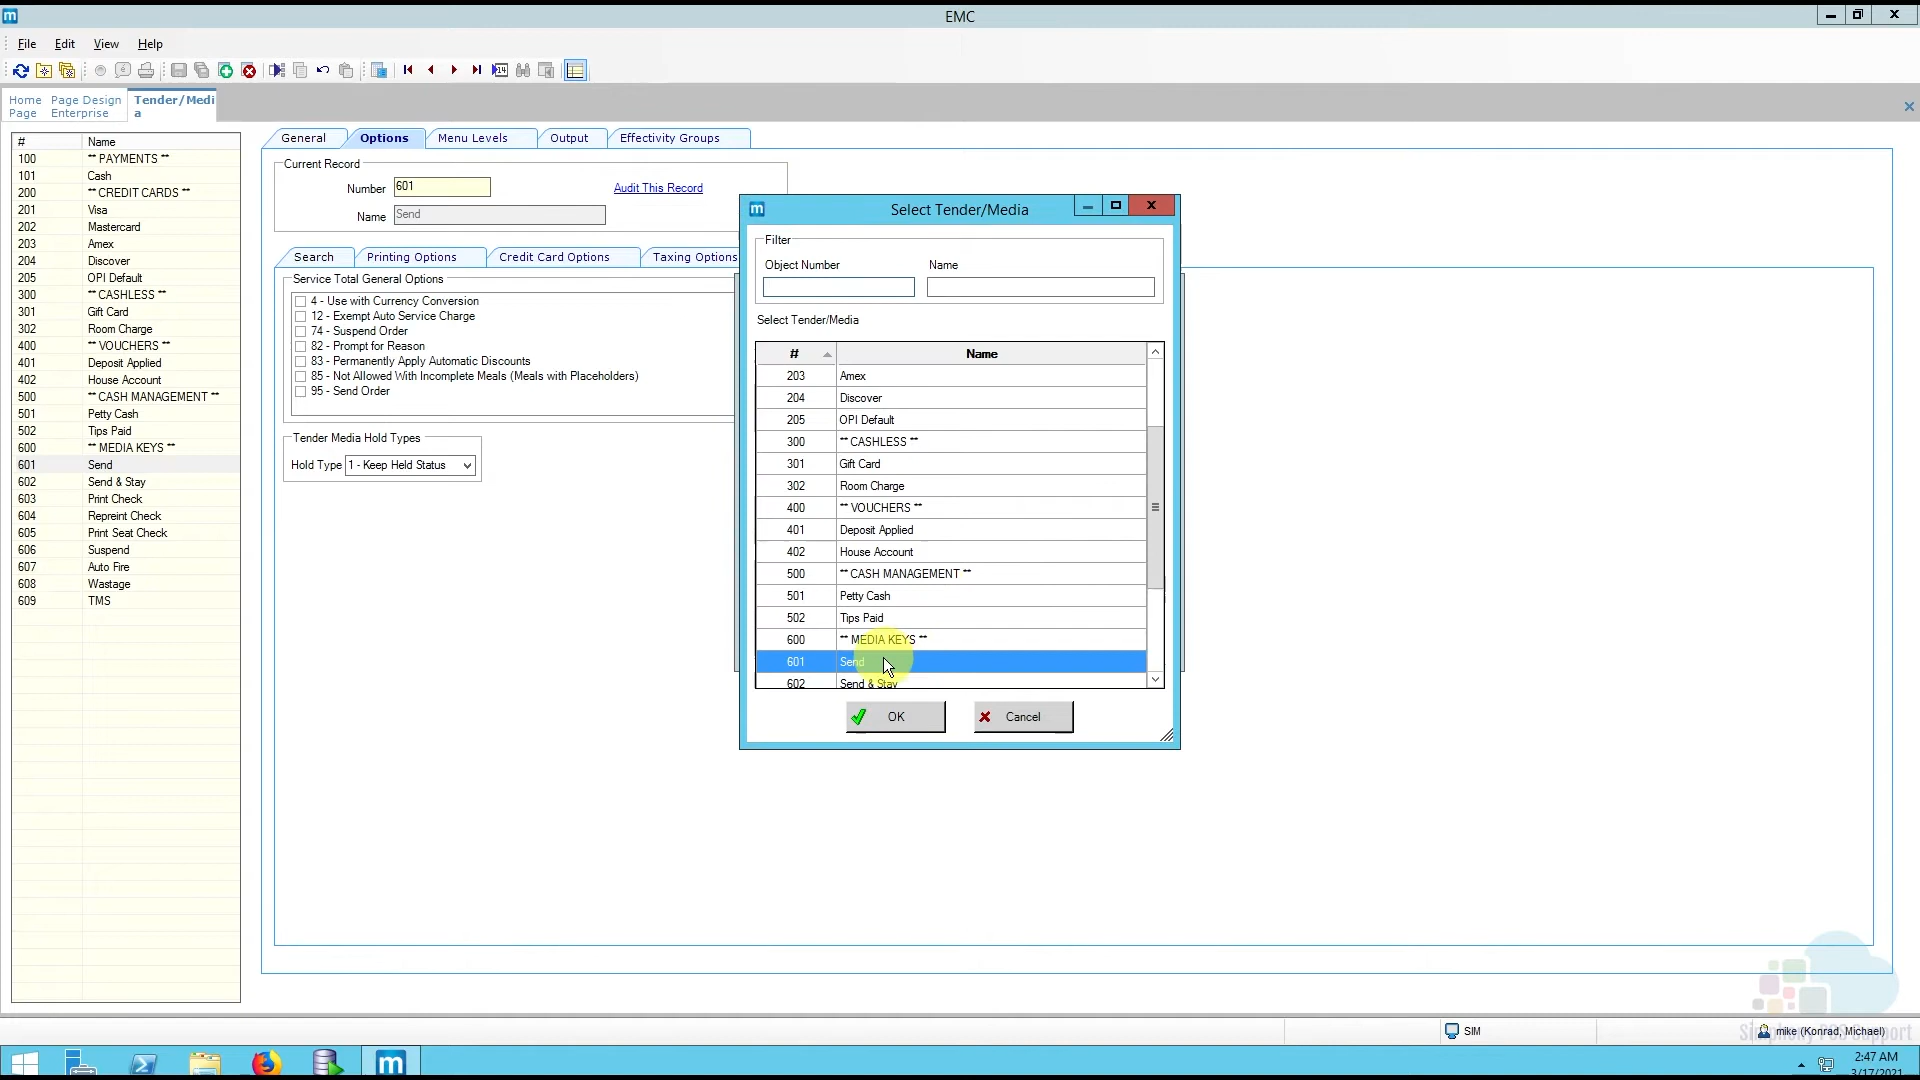 EMC
File Edit View Help
Home Page
Page Design Enterprise
Tender/Media
# Name
100 ** PAYMENTS **
101 Cash
200 ** CREDIT CARDS **
201 Visa
202 Mastercard
203 Amex
204 Discover
205 OPI Default
300 ** CASHLESS **
301 Gift Card
302 Room Charge
400 ** VOUCHERS **
401 Deposit Applied
402 House Account
500 ** CASH MANAGEMENT **
501 Petty Cash
502 Tips Paid
600 ** MEDIA KEYS **
601 Send
602 Send & Stay
603 Print Check
604 Repreint Check
605 Print Seat Check
606 Suspend
607 Auto Fire
608 Wastage
609 TMS
General Options Menu Levels Output Effectivity Groups
Current Record
Number 601 Audit This Record
Name Send
Search Printing Options Credit Card Options Taxing Options
Service Total General Options
4 - Use with Currency Conversion
12 - Exempt Auto Service Charge
74 - Suspend Order
82 - Prompt for Reason
83 - Permanently Apply Automatic Discounts
85 - Not Allowed With Incomplete Meals (Meals with Placeholders)
95 - Send Order
Tender Media Hold Types
Hold Type 1 - Keep Held Status
Select Tender/Media
Filter
Object Number Name
Select Tender/Media
# Name
203 Amex
204 Discover
205 OPI Default
300 ** CASHLESS **
301 Gift Card
302 Room Charge
400 ** VOUCHERS **
401 Deposit Applied
402 House Account
500 ** CASH MANAGEMENT **
501 Petty Cash
502 Tips Paid
600 ** MEDIA KEYS **
601 Send
602 Send & Stay
OK Cancel
SIM
mike (Konrad, Michael)
Simphony POS Support
2:47 AM
3/17/2021